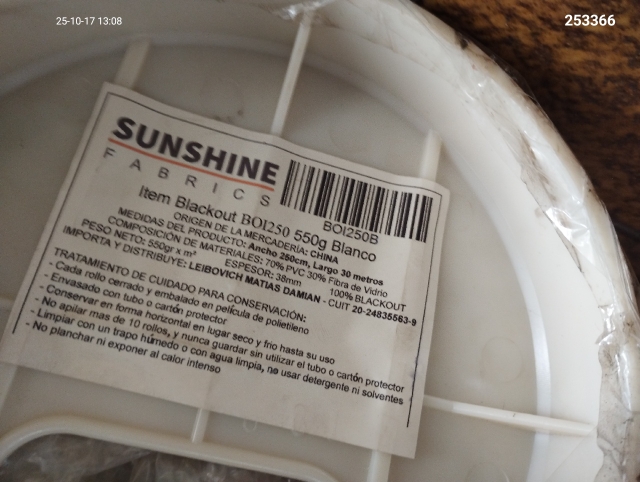 25-10-17 13:08
253366
SUNSHINE
FABRICS
BOI250B
Item Blackout BOI250 550g Blanco
ORIGEN DE LA MERCADERÍA: CHINA
MEDIDAS DEL PRODUCTO: Ancho 250cm, Largo 30 metros
COMPOSICIÓN DE MATERIALES: 70% PVC 30% Fibra de Vidrio
PESO NETO: 550gr x m² ESPESOR: 38mm 100% BLACKOUT
IMPORTA Y DISTRIBUYE: LEIBOVICH MATIAS DAMIAN - CUIT 20-24835563-9
TRATAMIENTO DE CUIDADO PARA CONSERVACIÓN:
- Cada rollo cerrado y embalado en película de polietileno
- Envasado con tubo o cartón protector
- Conservar en forma horizontal en lugar seco y frio hasta su uso
- No apilar mas de 10 rollos, y nunca guardar sin utilizar el tubo o cartón protector
- Limpiar con un trapo húmedo o con agua limpia, no usar detergente ni solventes
- No planchar ni exponer al calor intenso